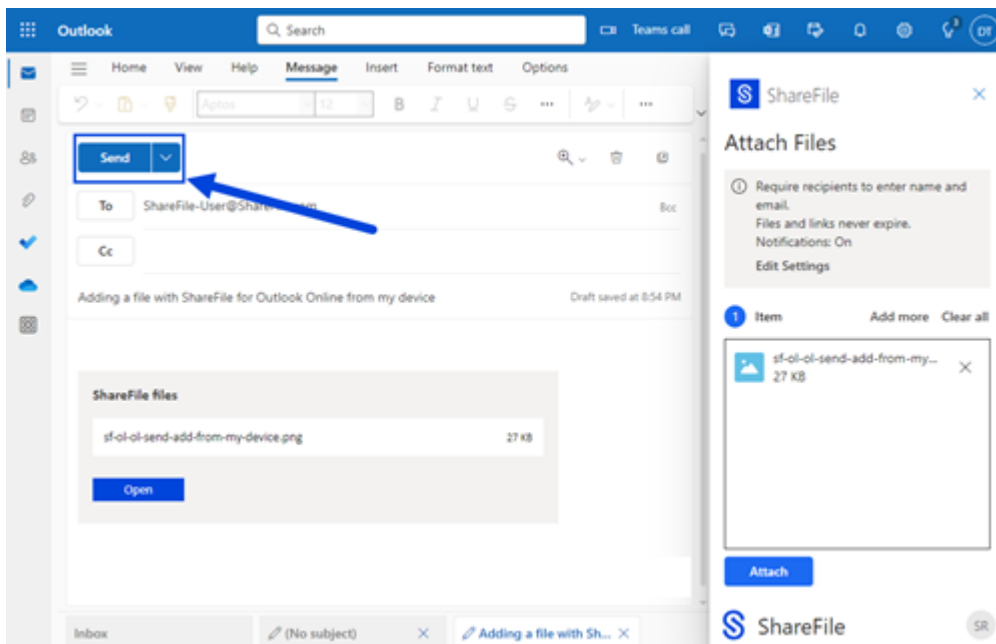 Outlook
Search
Teams call
3
DT
Home View Help Message Insert Format text Options
Aptos 12 B I U S
Send
To ShareFile-User@Share Bcc
Cc
Adding a file with ShareFile for Outlook Online from my device Draft saved at 8:54 PM
ShareFile files
sf-ol-ol-send-add-from-my-device.png 27 KB
Open
Inbox (No subject) Adding a file with Sh...
ShareFile
Attach Files
Require recipients to enter name and
email.
Files and links never expire.
Notifications: On
Edit Settings
1 Item Add more Clear all
sf-ol-ol-send-add-from-my...
27 KB
Attach
ShareFile SR